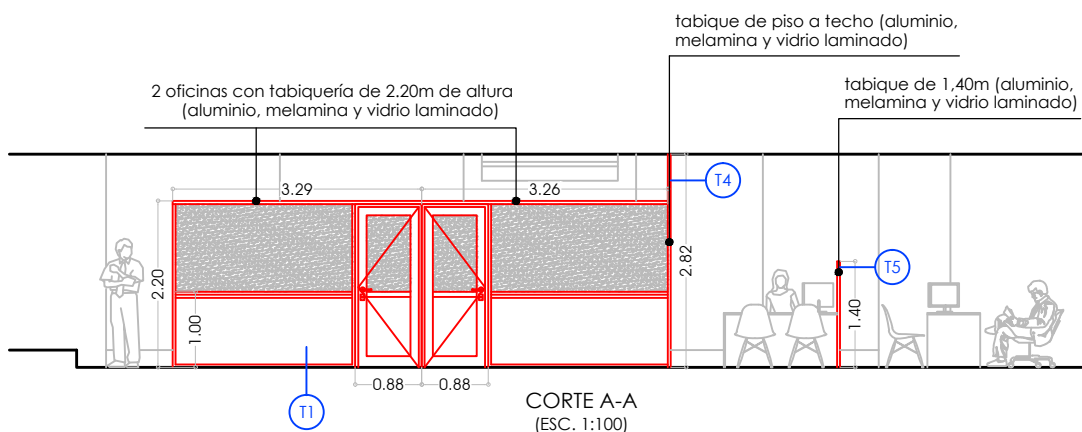 tabique de piso a techo (aluminio,
melamina y vidrio laminado)
2 oficinas con tabiquería de 2.20m de altura
(aluminio, melamina y vidrio laminado)
tabique de 1,40m (aluminio,
melamina y vidrio laminado)
3.29
3.26
T4
2.20
1.00
2.82
T5
1.40
0.88
0.88
T1
CORTE A-A
(ESC. 1:100)